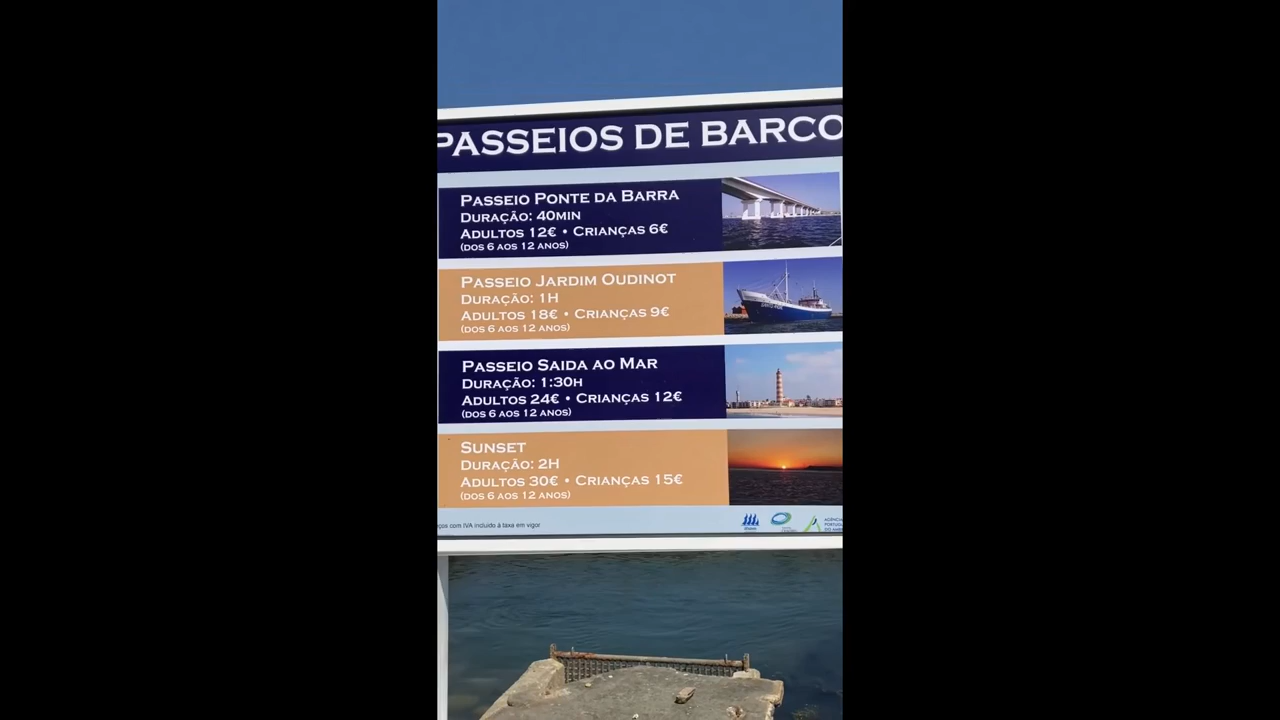 PASSEIOS DE BARCO
PASSEIO PONTE DA BARRA
DURAÇÃO: 40MIN
ADULTOS 12€ • CRIANÇAS 6€
(DOS 6 AOS 12 ANOS)
PASSEIO JARDIM OUDINOT
DURAÇÃO: 1H
ADULTOS 18€ • CRIANÇAS 9€
(DOS 6 AOS 12 ANOS)
PASSEIO SAIDA AO MAR
DURAÇÃO: 1:30H
ADULTOS 24€ • CRIANÇAS 12€
(DOS 6 AOS 12 ANOS)
SUNSET
DURAÇÃO: 2H
ADULTOS 30€ • CRIANÇAS 15€
(DOS 6 AOS 12 ANOS)
com IVA incluido à taxa em vigor